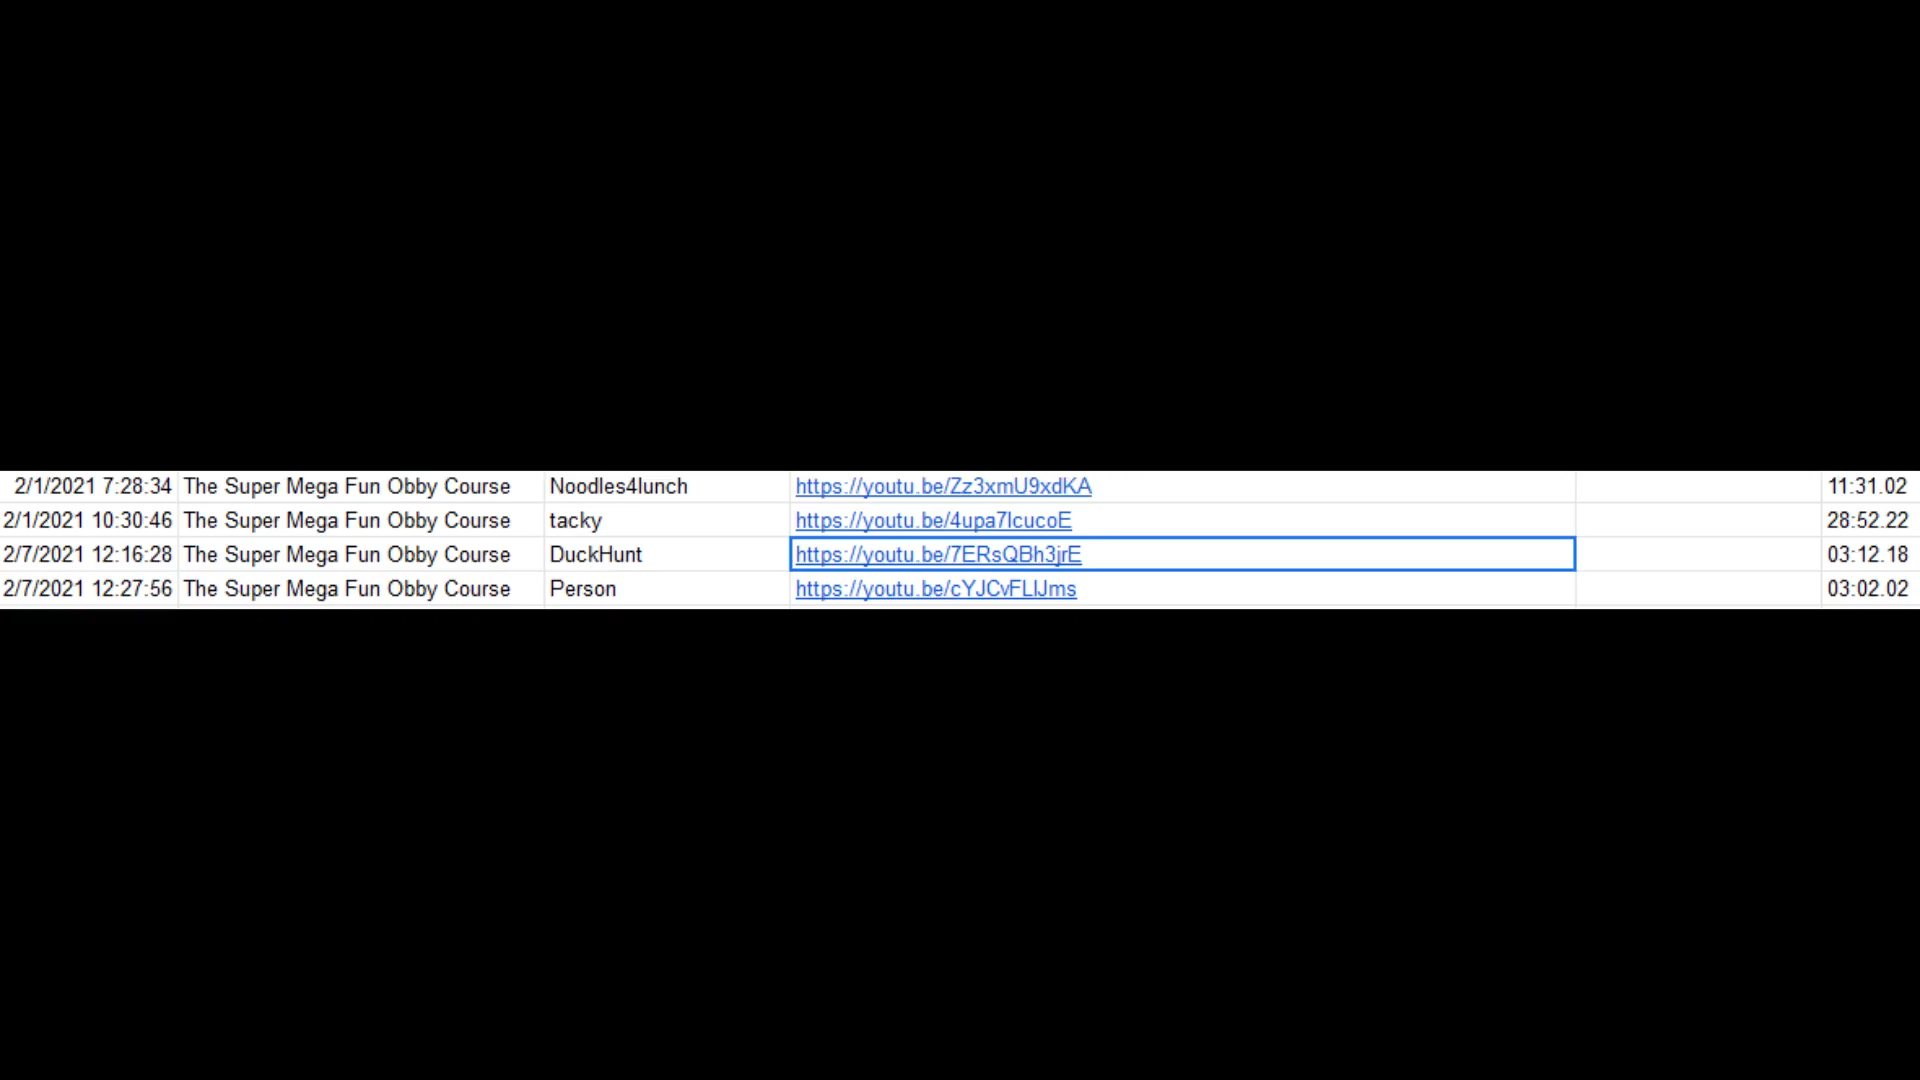 2/1/2021 7:28:34 The Super Mega Fun Obby Course Noodles4lunch https://youtu.be/Zz3xmU9xdKA 11:31.02
2/1/2021 10:30:46 The Super Mega Fun Obby Course tacky https://youtu.be/4upa7lcucoE 28:52.22
2/7/2021 12:16:28 The Super Mega Fun Obby Course DuckHunt https://youtu.be/7ERsQBh3jrE 03:12.18
2/7/2021 12:27:56 The Super Mega Fun Obby Course Person https://youtu.be/cYJCvFLlJms 03:02.02